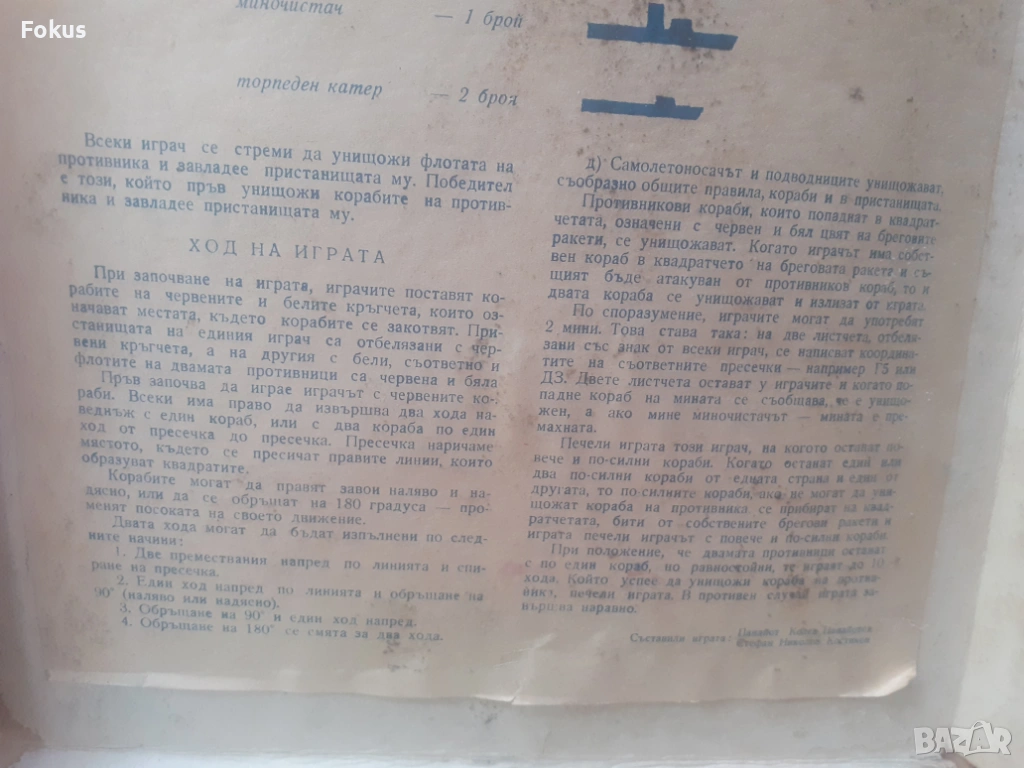 Fokus
миночистач — 1 брой
торпеден катер — 2 броя
Всеки играч се стреми да унищожи флотата на
противника и завладее пристанищата му. Победител
е този, който пръв унищожи корабите на против-
ника и завладее пристанищата му.
ХОД НА ИГРАТА
При започване на играта, играчите поставят ко-
рабите на червените и белите кръгчета, които оз-
начават местата, където корабите се закотвят. При-
станищата на единия играч са отбелязани с чер-
вени кръгчета, а на другия с бели, съответно и
флотите на двамата противници са червена и бяла
Пръв започва да играе играчът с червените ко-
раби. Всеки има право да извършва два хода на-
веднъж с един кораб, или с два кораба по един
ход от пресечка до пресечка. Пресечка наричаме
мястото, където се пресичат правите линии, които
образуват квадратите.
Корабите могат да правят завои наляво и на-
дясно, или да се обръщат на 180 градуса — про-
менят посоката на своето движение.
Двата хода могат да бъдат изпълнени по след-
ните начини:
1. Две премествания напред по линията и спи-
ране на пресечка.
2. Един ход напред по линията и обръщане на
90° (наляво или надясно).
3. Обръщане на 90° и един ход напред.
4. Обръщане на 180° се смята за два хода.
д) Самолетоносачът и подводниците унищожават,
съобразно общите правила, кораби и в пристанищата.
Противникови кораби, които попаднат в квадрат-
четата, означени с червен и бял цвят на бреговите
ракети, се унищожават. Когато играчът има собст-
вен кораб в квадратчето на бреговата ракета и съ-
щият бъде атакуван от противников кораб, то и
двата кораба се унищожават и излизат от играта.
По споразумение, играчите могат да употребят
2 мини. Това става така: на две листчета, отбеля-
зани със знак от всеки играч, се написват координа-
тите на съответните пресечки — например Г5 или
Д3. Двете листчета остават у играчите и когато по-
падне кораб на мината се съобщава, че е унищо-
жен, а ако мине миночистачът — мината е пре-
махната.
Печели играта този играч, на когото остават по-
вече и по-силни кораби. Когато остават един или
два по-силни кораби от едната страна и един от
другата, то по-силните кораби, ако не могат да уни-
щожат кораба на противника се прибират на квад-
ратчетата, бити от собствените брегови ракети и
играта печели играчът с повече и по-силни кораби.
При положение, че двамата противници остават
с по един кораб, но равностойни, те играят до 10
хода. Който успее да унищожи кораба на против-
ника, печели играта. В противен случай играта за-
вършва наравно.
Съставили играта:
Стефан Николов
BAZAR